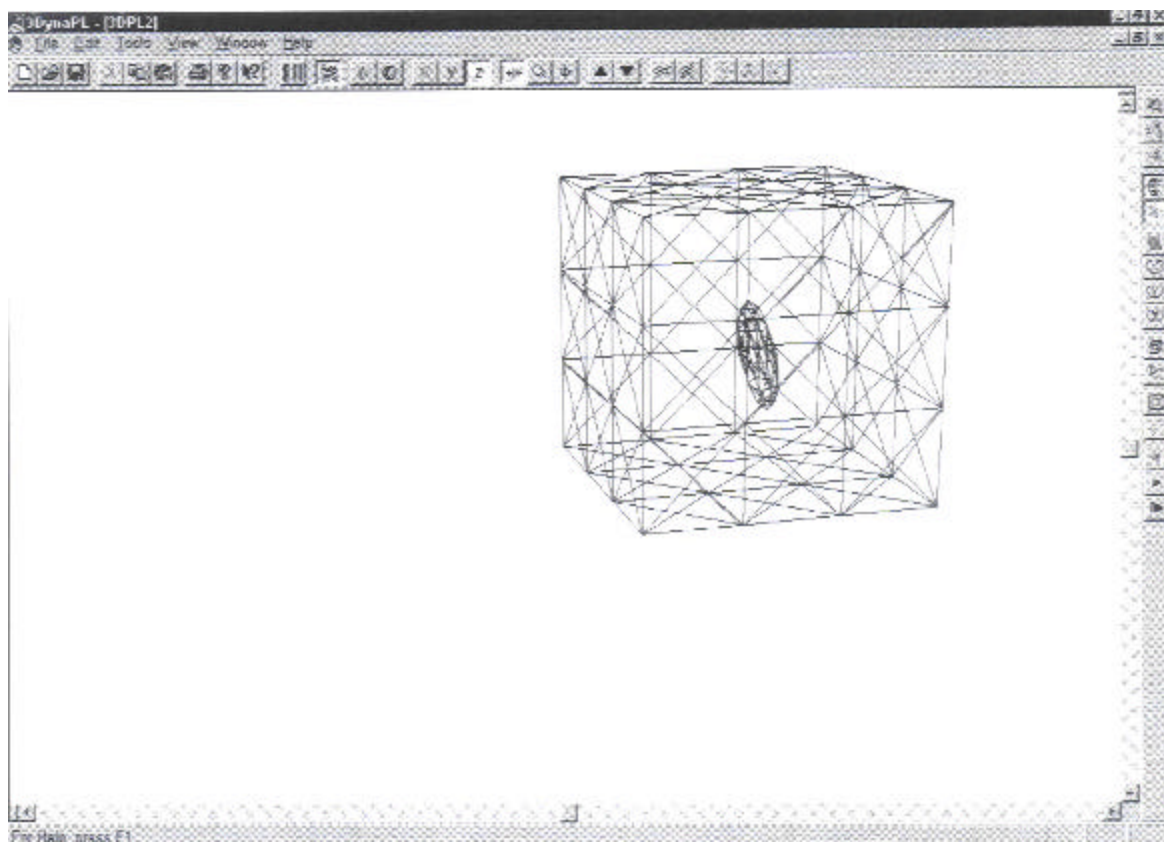 3DynaPL - [3DPL2]
File Edit Tools View Window Help
X Y Z
For Help, press F1